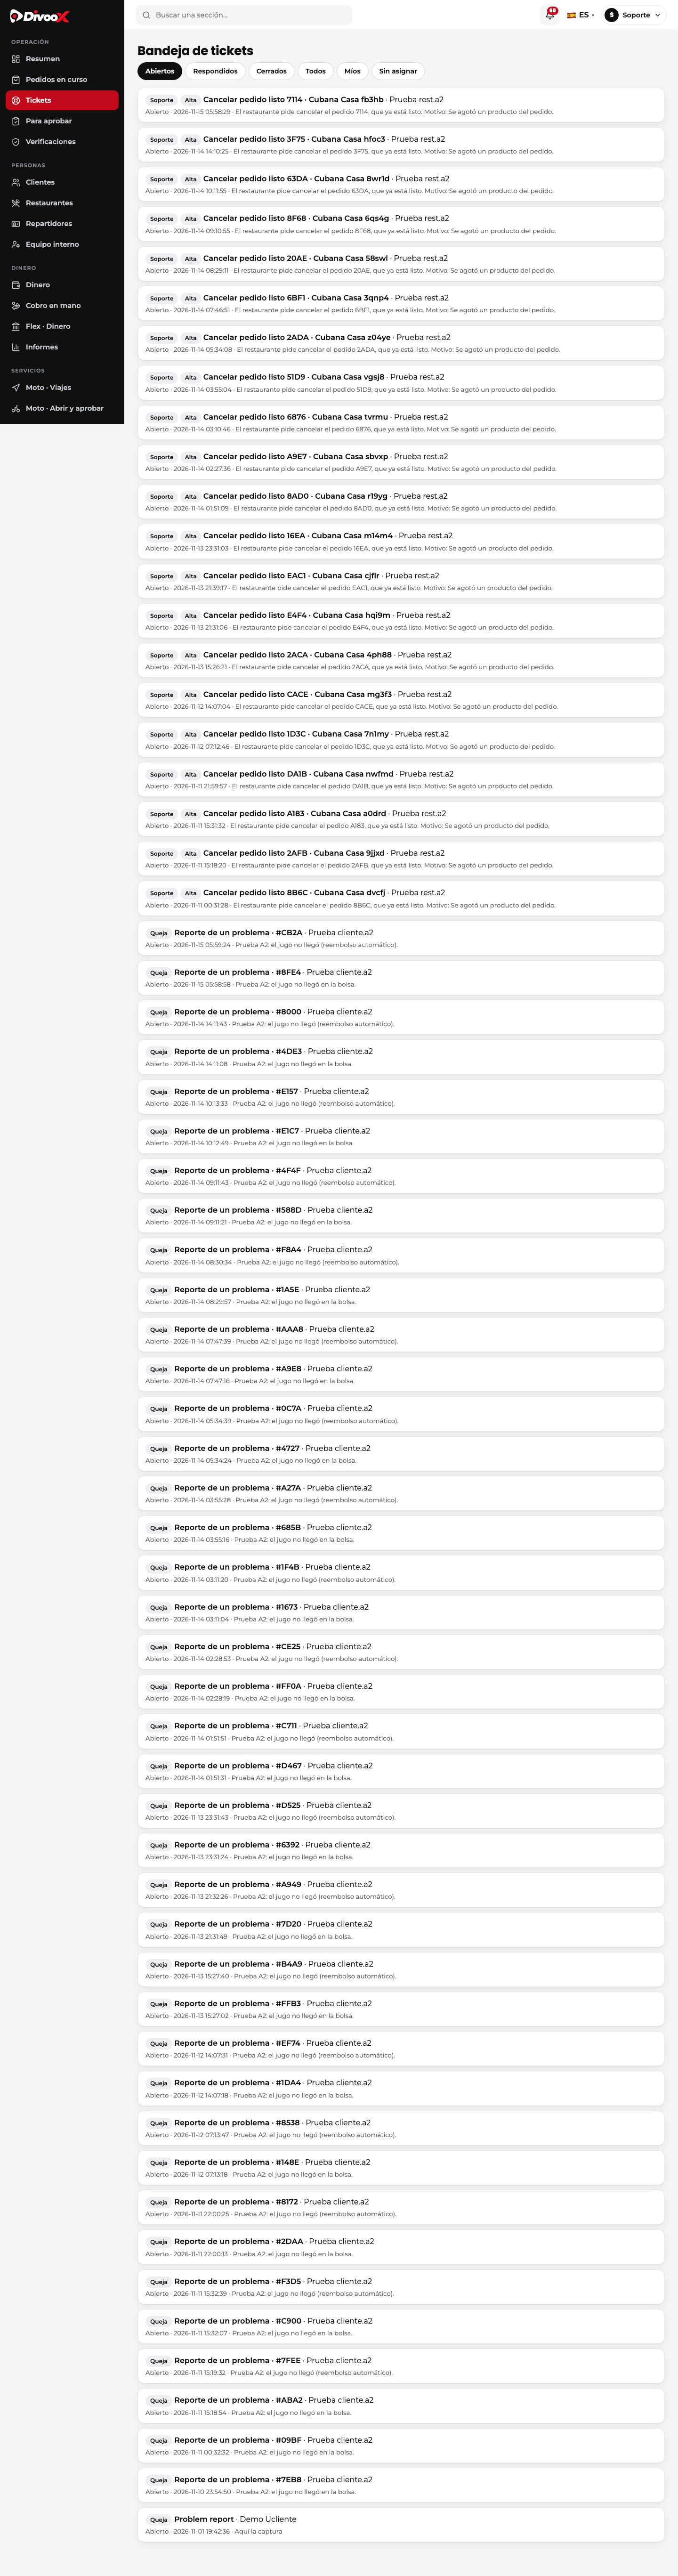 DivooX
OPERACIÓN
Resumen
Pedidos en curso
Tickets
Para aprobar
Verificaciones
PERSONAS
Clientes
Restaurantes
Repartidores
Equipo interno
DINERO
Dinero
Cobro en mano
Flex · Dinero
Informes
SERVICIOS
Moto · Viajes
Moto · Abrir y aprobar
Buscar una sección...
ES
S Soporte
Bandeja de tickets
Abiertos Respondidos Cerrados Todos Míos Sin asignar
Soporte Alta Cancelar pedido listo 7114 · Cubana Casa fb3hb · Prueba rest.a2
Abierto · 2026-11-15 05:58:29 · El restaurante pide cancelar el pedido 7114, que ya está listo. Motivo: Se agotó un producto del pedido.
Soporte Alta Cancelar pedido listo 3F75 · Cubana Casa hfoc3 · Prueba rest.a2
Abierto · 2026-11-14 14:10:25 · El restaurante pide cancelar el pedido 3F75, que ya está listo. Motivo: Se agotó un producto del pedido.
Soporte Alta Cancelar pedido listo 63DA · Cubana Casa 8wr1d · Prueba rest.a2
Abierto · 2026-11-14 10:11:55 · El restaurante pide cancelar el pedido 63DA, que ya está listo. Motivo: Se agotó un producto del pedido.
Soporte Alta Cancelar pedido listo 8F68 · Cubana Casa 6qs4g · Prueba rest.a2
Abierto · 2026-11-14 09:10:55 · El restaurante pide cancelar el pedido 8F68, que ya está listo. Motivo: Se agotó un producto del pedido.
Soporte Alta Cancelar pedido listo 20AE · Cubana Casa 58swl · Prueba rest.a2
Abierto · 2026-11-14 08:29:11 · El restaurante pide cancelar el pedido 20AE, que ya está listo. Motivo: Se agotó un producto del pedido.
Soporte Alta Cancelar pedido listo 6BF1 · Cubana Casa 3qnp4 · Prueba rest.a2
Abierto · 2026-11-14 07:46:51 · El restaurante pide cancelar el pedido 6BF1, que ya está listo. Motivo: Se agotó un producto del pedido.
Soporte Alta Cancelar pedido listo 2ADA · Cubana Casa z04ye · Prueba rest.a2
Abierto · 2026-11-14 05:34:08 · El restaurante pide cancelar el pedido 2ADA, que ya está listo. Motivo: Se agotó un producto del pedido.
Soporte Alta Cancelar pedido listo 51D9 · Cubana Casa vgsj8 · Prueba rest.a2
Abierto · 2026-11-14 03:55:04 · El restaurante pide cancelar el pedido 51D9, que ya está listo. Motivo: Se agotó un producto del pedido.
Soporte Alta Cancelar pedido listo 6876 · Cubana Casa tvrmu · Prueba rest.a2
Abierto · 2026-11-14 03:10:46 · El restaurante pide cancelar el pedido 6876, que ya está listo. Motivo: Se agotó un producto del pedido.
Soporte Alta Cancelar pedido listo A9E7 · Cubana Casa sbvxp · Prueba rest.a2
Abierto · 2026-11-14 02:27:36 · El restaurante pide cancelar el pedido A9E7, que ya está listo. Motivo: Se agotó un producto del pedido.
Soporte Alta Cancelar pedido listo 8AD0 · Cubana Casa r19yg · Prueba rest.a2
Abierto · 2026-11-14 01:51:09 · El restaurante pide cancelar el pedido 8AD0, que ya está listo. Motivo: Se agotó un producto del pedido.
Soporte Alta Cancelar pedido listo 16EA · Cubana Casa m14m4 · Prueba rest.a2
Abierto · 2026-11-13 23:31:03 · El restaurante pide cancelar el pedido 16EA, que ya está listo. Motivo: Se agotó un producto del pedido.
Soporte Alta Cancelar pedido listo EAC1 · Cubana Casa cjflr · Prueba rest.a2
Abierto · 2026-11-13 21:39:17 · El restaurante pide cancelar el pedido EAC1, que ya está listo. Motivo: Se agotó un producto del pedido.
Soporte Alta Cancelar pedido listo E4F4 · Cubana Casa hqi9m · Prueba rest.a2
Abierto · 2026-11-13 21:31:06 · El restaurante pide cancelar el pedido E4F4, que ya está listo. Motivo: Se agotó un producto del pedido.
Soporte Alta Cancelar pedido listo 2ACA · Cubana Casa 4ph88 · Prueba rest.a2
Abierto · 2026-11-13 15:26:21 · El restaurante pide cancelar el pedido 2ACA, que ya está listo. Motivo: Se agotó un producto del pedido.
Soporte Alta Cancelar pedido listo CACE · Cubana Casa mg3f3 · Prueba rest.a2
Abierto · 2026-11-12 14:07:04 · El restaurante pide cancelar el pedido CACE, que ya está listo. Motivo: Se agotó un producto del pedido.
Soporte Alta Cancelar pedido listo 1D3C · Cubana Casa 7n1my · Prueba rest.a2
Abierto · 2026-11-12 07:12:46 · El restaurante pide cancelar el pedido 1D3C, que ya está listo. Motivo: Se agotó un producto del pedido.
Soporte Alta Cancelar pedido listo DA1B · Cubana Casa nwfmd · Prueba rest.a2
Abierto · 2026-11-11 21:59:57 · El restaurante pide cancelar el pedido DA1B, que ya está listo. Motivo: Se agotó un producto del pedido.
Soporte Alta Cancelar pedido listo A183 · Cubana Casa a0drd · Prueba rest.a2
Abierto · 2026-11-11 15:31:32 · El restaurante pide cancelar el pedido A183, que ya está listo. Motivo: Se agotó un producto del pedido.
Soporte Alta Cancelar pedido listo 2AFB · Cubana Casa 9jjxd · Prueba rest.a2
Abierto · 2026-11-11 15:18:20 · El restaurante pide cancelar el pedido 2AFB, que ya está listo. Motivo: Se agotó un producto del pedido.
Soporte Alta Cancelar pedido listo 8B6C · Cubana Casa dvcfj · Prueba rest.a2
Abierto · 2026-11-11 00:31:28 · El restaurante pide cancelar el pedido 8B6C, que ya está listo. Motivo: Se agotó un producto del pedido.
Queja Reporte de un problema · #CB2A · Prueba cliente.a2
Abierto · 2026-11-15 05:59:24 · Prueba A2: el jugo no llegó (reembolso automático).
Queja Reporte de un problema · #8FE4 · Prueba cliente.a2
Abierto · 2026-11-15 05:58:58 · Prueba A2: el jugo no llegó en la bolsa.
Queja Reporte de un problema · #8000 · Prueba cliente.a2
Abierto · 2026-11-14 14:11:43 · Prueba A2: el jugo no llegó (reembolso automático).
Queja Reporte de un problema · #4DE3 · Prueba cliente.a2
Abierto · 2026-11-14 14:11:08 · Prueba A2: el jugo no llegó en la bolsa.
Queja Reporte de un problema · #E157 · Prueba cliente.a2
Abierto · 2026-11-14 10:13:33 · Prueba A2: el jugo no llegó (reembolso automático).
Queja Reporte de un problema · #E1C7 · Prueba cliente.a2
Abierto · 2026-11-14 10:12:49 · Prueba A2: el jugo no llegó en la bolsa.
Queja Reporte de un problema · #4F4F · Prueba cliente.a2
Abierto · 2026-11-14 09:11:43 · Prueba A2: el jugo no llegó (reembolso automático).
Queja Reporte de un problema · #588D · Prueba cliente.a2
Abierto · 2026-11-14 09:11:21 · Prueba A2: el jugo no llegó en la bolsa.
Queja Reporte de un problema · #F8A4 · Prueba cliente.a2
Abierto · 2026-11-14 08:30:34 · Prueba A2: el jugo no llegó (reembolso automático).
Queja Reporte de un problema · #1A5E · Prueba cliente.a2
Abierto · 2026-11-14 08:29:57 · Prueba A2: el jugo no llegó en la bolsa.
Queja Reporte de un problema · #AAA8 · Prueba cliente.a2
Abierto · 2026-11-14 07:47:39 · Prueba A2: el jugo no llegó (reembolso automático).
Queja Reporte de un problema · #A9E8 · Prueba cliente.a2
Abierto · 2026-11-14 07:47:16 · Prueba A2: el jugo no llegó en la bolsa.
Queja Reporte de un problema · #0C7A · Prueba cliente.a2
Abierto · 2026-11-14 05:34:39 · Prueba A2: el jugo no llegó (reembolso automático).
Queja Reporte de un problema · #4727 · Prueba cliente.a2
Abierto · 2026-11-14 05:34:24 · Prueba A2: el jugo no llegó en la bolsa.
Queja Reporte de un problema · #A27A · Prueba cliente.a2
Abierto · 2026-11-14 03:55:28 · Prueba A2: el jugo no llegó (reembolso automático).
Queja Reporte de un problema · #685B · Prueba cliente.a2
Abierto · 2026-11-14 03:55:16 · Prueba A2: el jugo no llegó en la bolsa.
Queja Reporte de un problema · #1F4B · Prueba cliente.a2
Abierto · 2026-11-14 03:11:20 · Prueba A2: el jugo no llegó (reembolso automático).
Queja Reporte de un problema · #1673 · Prueba cliente.a2
Abierto · 2026-11-14 03:11:04 · Prueba A2: el jugo no llegó en la bolsa.
Queja Reporte de un problema · #CE25 · Prueba cliente.a2
Abierto · 2026-11-14 02:28:53 · Prueba A2: el jugo no llegó (reembolso automático).
Queja Reporte de un problema · #FF0A · Prueba cliente.a2
Abierto · 2026-11-14 02:28:19 · Prueba A2: el jugo no llegó en la bolsa.
Queja Reporte de un problema · #C711 · Prueba cliente.a2
Abierto · 2026-11-14 01:51:51 · Prueba A2: el jugo no llegó (reembolso automático).
Queja Reporte de un problema · #D467 · Prueba cliente.a2
Abierto · 2026-11-14 01:51:31 · Prueba A2: el jugo no llegó en la bolsa.
Queja Reporte de un problema · #D525 · Prueba cliente.a2
Abierto · 2026-11-13 23:31:43 · Prueba A2: el jugo no llegó (reembolso automático).
Queja Reporte de un problema · #6392 · Prueba cliente.a2
Abierto · 2026-11-13 23:31:24 · Prueba A2: el jugo no llegó en la bolsa.
Queja Reporte de un problema · #A949 · Prueba cliente.a2
Abierto · 2026-11-13 21:32:26 · Prueba A2: el jugo no llegó (reembolso automático).
Queja Reporte de un problema · #7D20 · Prueba cliente.a2
Abierto · 2026-11-13 21:31:49 · Prueba A2: el jugo no llegó en la bolsa.
Queja Reporte de un problema · #B4A9 · Prueba cliente.a2
Abierto · 2026-11-13 15:27:40 · Prueba A2: el jugo no llegó (reembolso automático).
Queja Reporte de un problema · #FFB3 · Prueba cliente.a2
Abierto · 2026-11-13 15:27:02 · Prueba A2: el jugo no llegó en la bolsa.
Queja Reporte de un problema · #EF74 · Prueba cliente.a2
Abierto · 2026-11-12 14:07:31 · Prueba A2: el jugo no llegó (reembolso automático).
Queja Reporte de un problema · #1DA4 · Prueba cliente.a2
Abierto · 2026-11-12 14:07:18 · Prueba A2: el jugo no llegó en la bolsa.
Queja Reporte de un problema · #8538 · Prueba cliente.a2
Abierto · 2026-11-12 07:13:47 · Prueba A2: el jugo no llegó (reembolso automático).
Queja Reporte de un problema · #148E · Prueba cliente.a2
Abierto · 2026-11-12 07:13:18 · Prueba A2: el jugo no llegó en la bolsa.
Queja Reporte de un problema · #8172 · Prueba cliente.a2
Abierto · 2026-11-11 22:00:25 · Prueba A2: el jugo no llegó (reembolso automático).
Queja Reporte de un problema · #2DAA · Prueba cliente.a2
Abierto · 2026-11-11 22:00:13 · Prueba A2: el jugo no llegó en la bolsa.
Queja Reporte de un problema · #F3D5 · Prueba cliente.a2
Abierto · 2026-11-11 15:32:39 · Prueba A2: el jugo no llegó (reembolso automático).
Queja Reporte de un problema · #C900 · Prueba cliente.a2
Abierto · 2026-11-11 15:32:07 · Prueba A2: el jugo no llegó en la bolsa.
Queja Reporte de un problema · #7FEE · Prueba cliente.a2
Abierto · 2026-11-11 15:19:32 · Prueba A2: el jugo no llegó (reembolso automático).
Queja Reporte de un problema · #ABA2 · Prueba cliente.a2
Abierto · 2026-11-11 15:18:54 · Prueba A2: el jugo no llegó en la bolsa.
Queja Reporte de un problema · #09BF · Prueba cliente.a2
Abierto · 2026-11-11 00:32:32 · Prueba A2: el jugo no llegó en la bolsa.
Queja Reporte de un problema · #7EB8 · Prueba cliente.a2
Abierto · 2026-11-10 23:54:50 · Prueba A2: el jugo no llegó en la bolsa.
Queja Problem report · Demo Ucliente
Abierto · 2026-11-01 19:42:36 · Aquí la captura